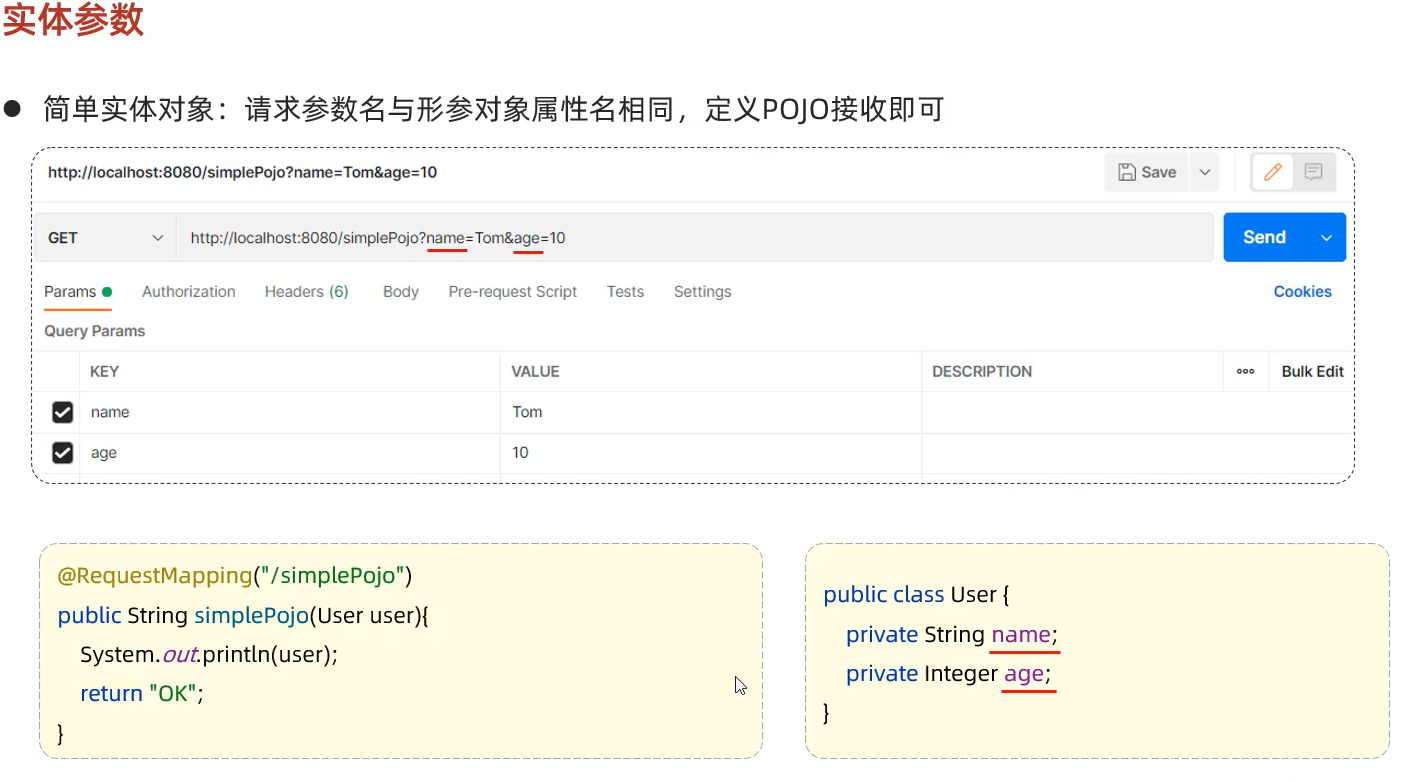 实体参数
● 简单实体对象：请求参数名与形参对象属性名相同，定义POJO接收即可
http://localhost:8080/simplePojo?name=Tom&age=10
Save
GET
http://localhost:8080/simplePojo?name=Tom&age=10
Send
Params Authorization Headers (6) Body Pre-request Script Tests Settings Cookies
Query Params
KEY VALUE DESCRIPTION ooo Bulk Edit
name Tom
age 10
@RequestMapping("/simplePojo")
public String simplePojo(User user){
System.out.println(user);
return "OK";
}
public class User {
private String name;
private Integer age;
}